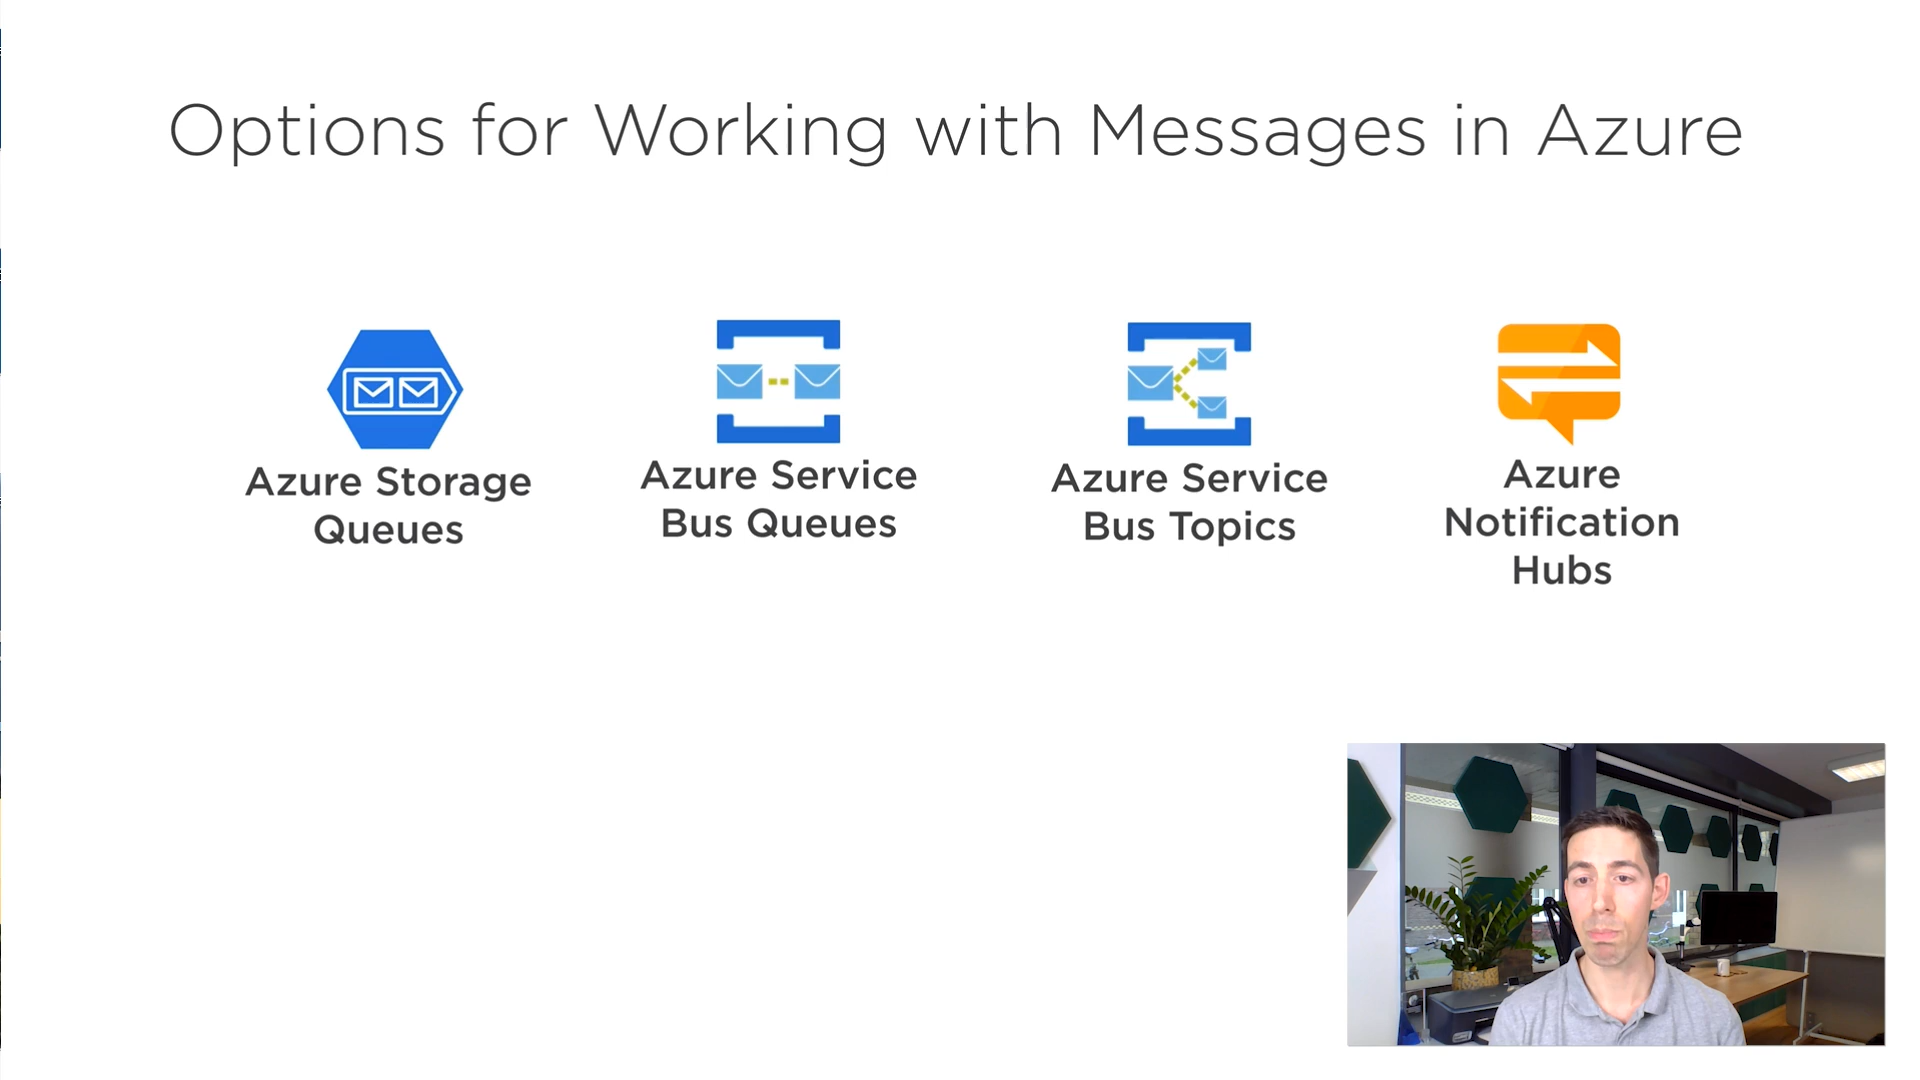 Options for Working with Messages in Azure
Azure Storage
Queues
Azure Service
Bus Queues
Azure Service
Bus Topics
Azure
Notification
Hubs